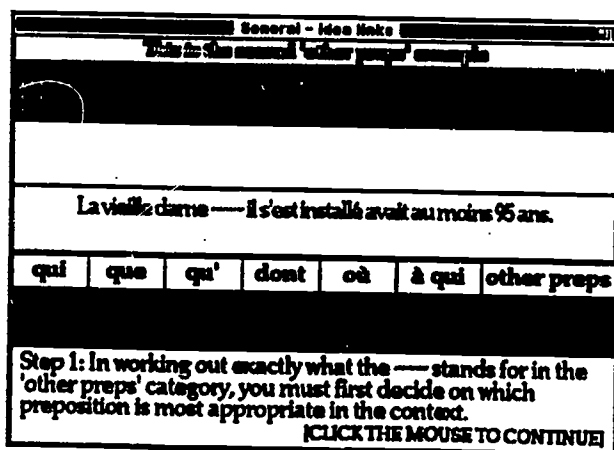 General – idea links
This is the second 'other preps' example
La vieille dame —— il s'est installé avait au moins 95 ans.
qui que qu' dont où à qui other preps
Step 1: In working out exactly what the —— stands for in the
'other preps' category, you must first decide on which
preposition is most appropriate in the context.
[CLICK THE MOUSE TO CONTINUE]